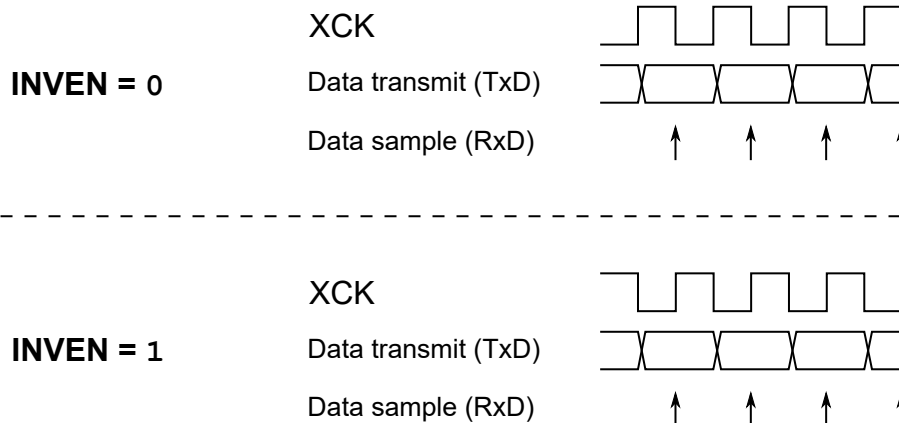 XCK
INVEN = 0
Data transmit (TxD)
Data sample (RxD)
XCK
INVEN = 1
Data transmit (TxD)
Data sample (RxD)